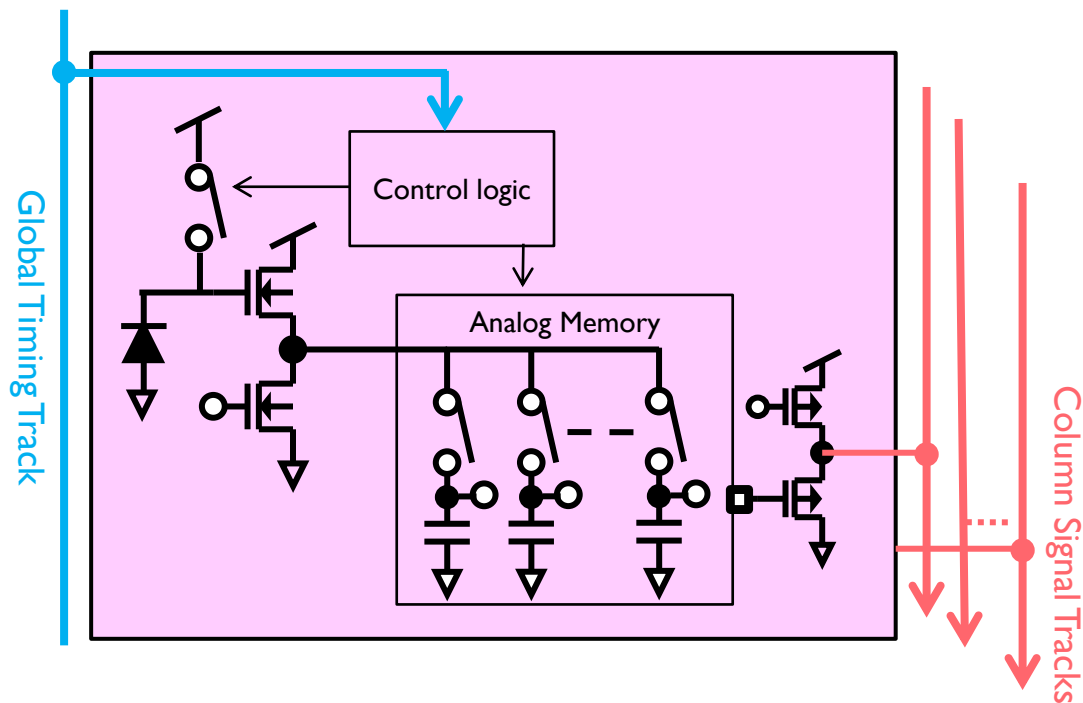 Global Timing Track
Control logic
Analog Memory
Column Signal Tracks